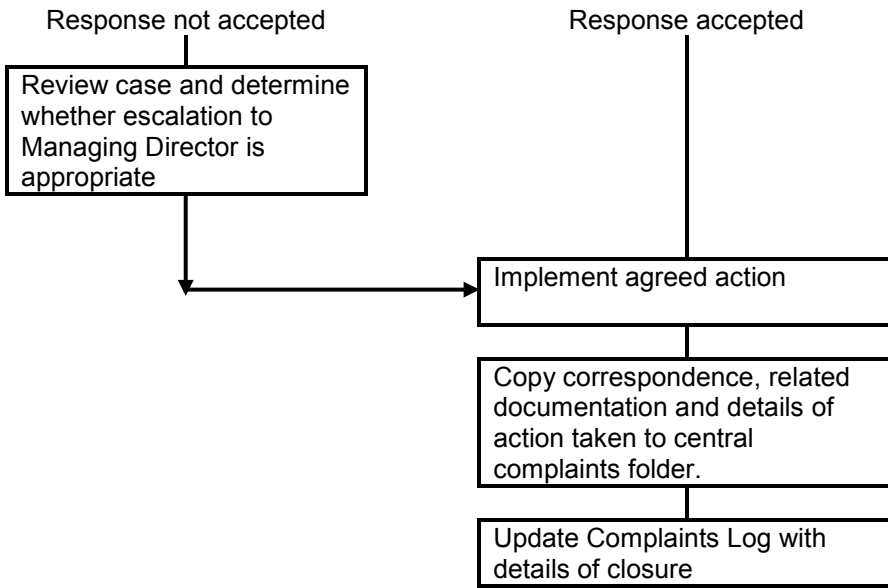 Response not accepted
Response accepted
Review case and determine
whether escalation to
Managing Director is
appropriate
Implement agreed action
Copy correspondence, related
documentation and details of
action taken to central
complaints folder.
Update Complaints Log with
details of closure